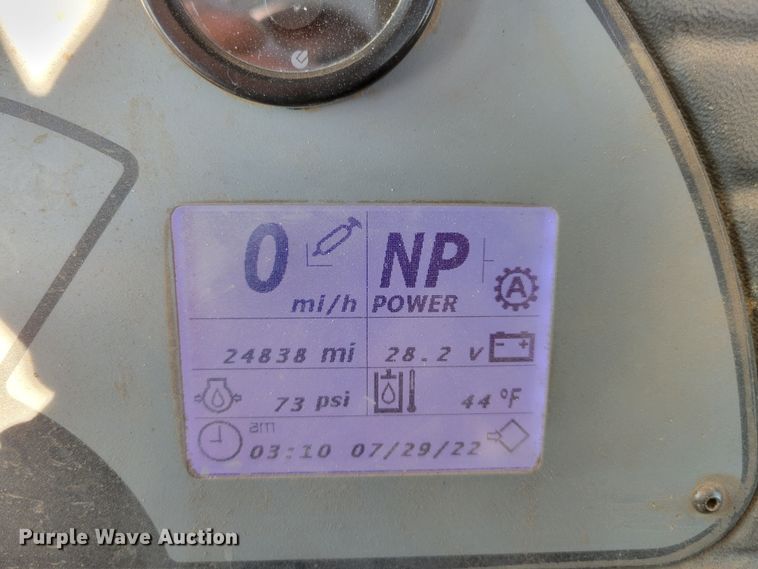 0 NP
mi/h POWER
A
24838 mi 28.2 v
73 psi 44 °F
am
03:10 07/29/22
Purple Wave Auction